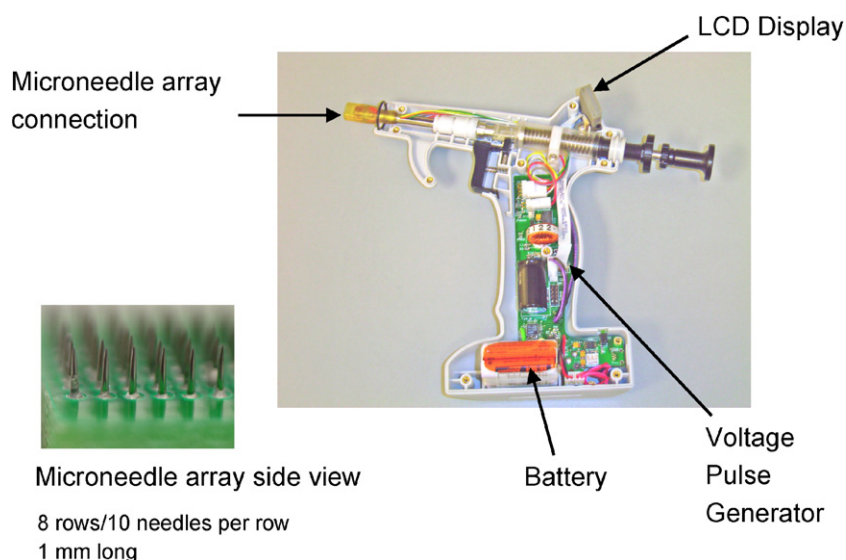 LCD Display
Microneedle array
connection
Microneedle array side view
8 rows/10 needles per row
1 mm long
Battery
Voltage
Pulse
Generator